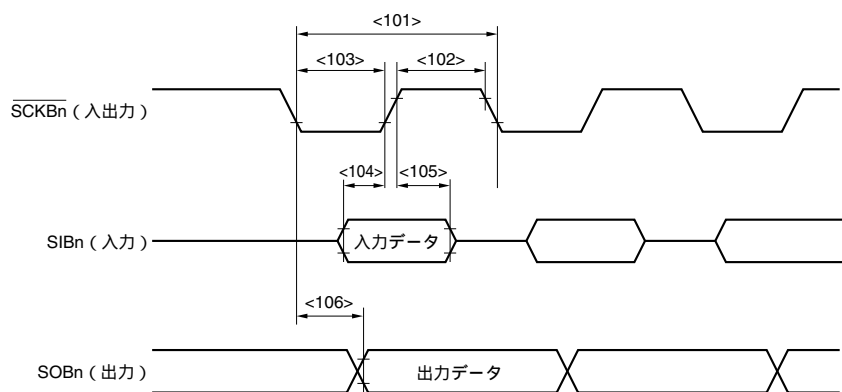 <101>
<103> <102>
SCKBn（入出力）
<104> <105>
SIBn（入力） 入力データ
<106>
SOBn（出力） 出力データ